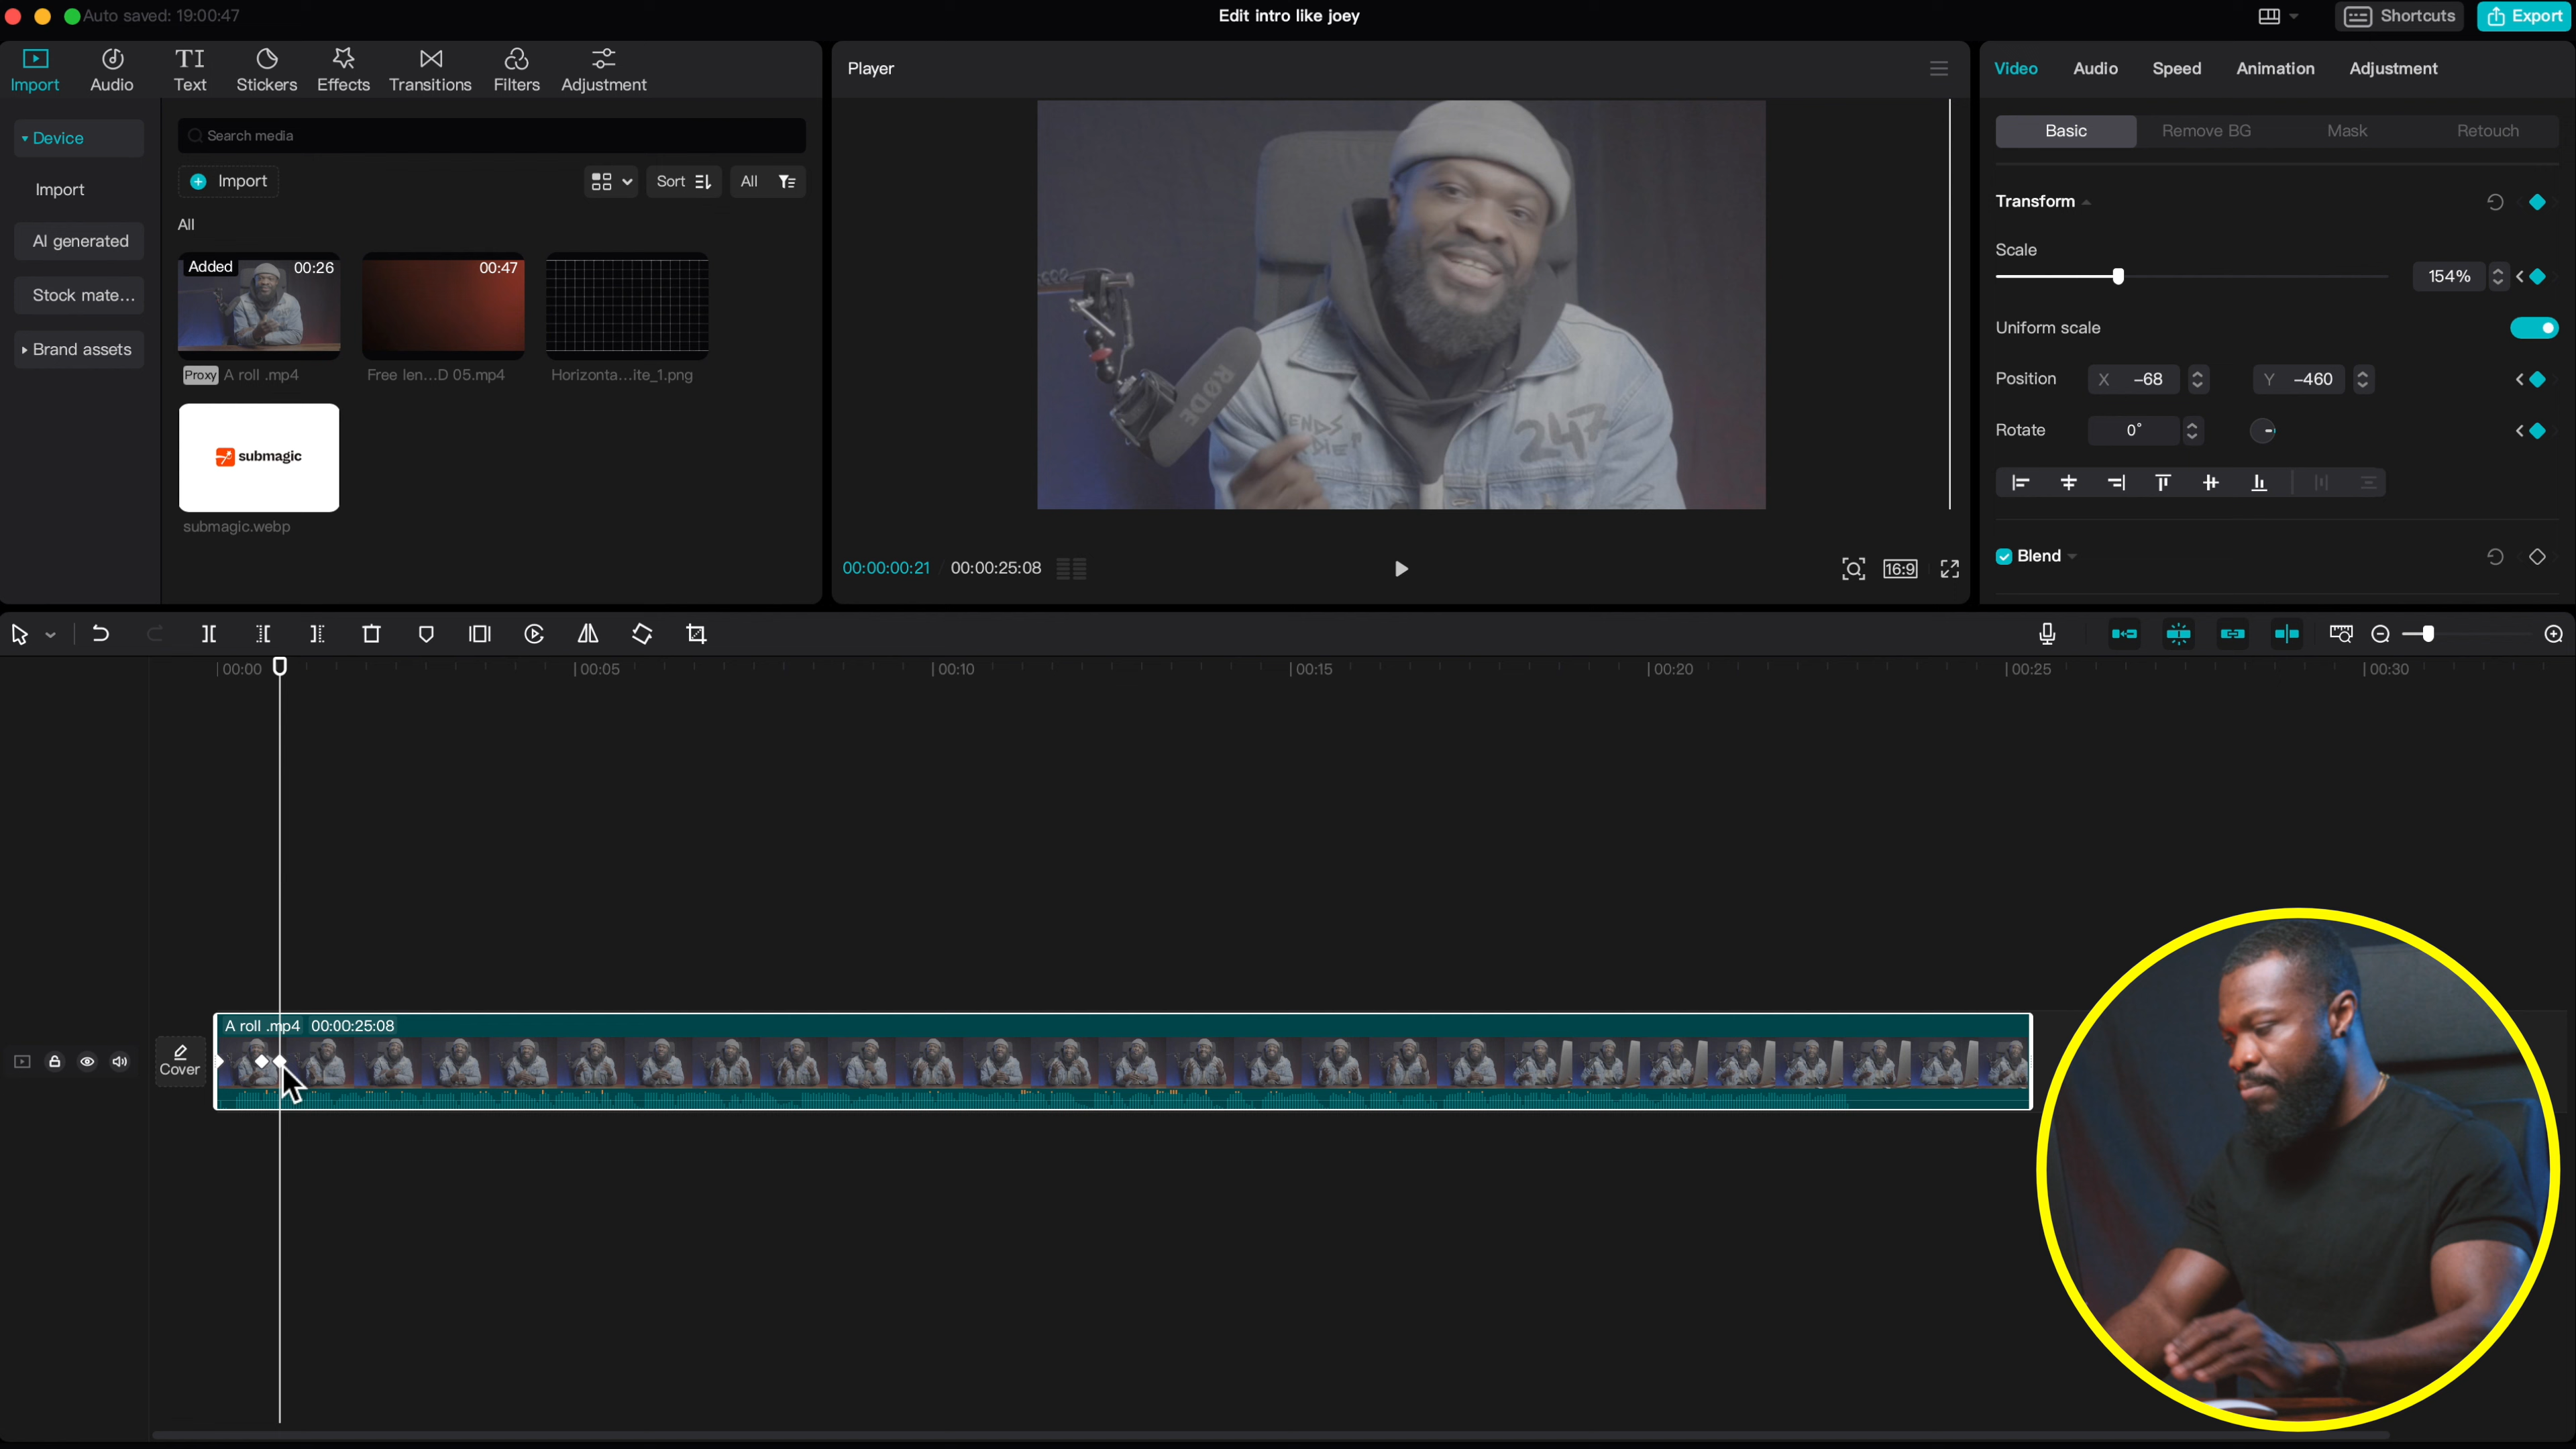 Auto saved: 19:00:47
Edit intro like joey
Shortcuts
Export
Import
Audio
Text
Stickers
Effects
Transitions
Filters
Adjustment
Device
Import
AI generated
Stock mate...
Brand assets
Search media
Import
Sort
All
All
Added 00:26
00:47
Proxy A roll .mp4
Free len...D 05.mp4
Horizonta...ite_1.png
submagic
submagic.webp
Player
RØDE
247
00:00:00:21
00:00:25:08
16:9
Video
Audio
Speed
Animation
Adjustment
Basic
Remove BG
Mask
Retouch
Transform
Scale
154%
Uniform scale
Position X -68 Y -460
Rotate 0°
Blend
00:00
00:05
00:10
00:15
00:20
00:25
00:30
A roll .mp4 00:00:25:08
Cover